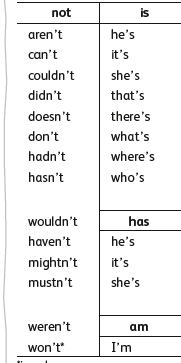 not is
aren't he's
can't it's
couldn't she's
didn't that's
doesn't there's
don't what's
hadn't where's
hasn't who's
wouldn't has
haven't he's
mightn't it's
mustn't she's
weren't am
won't* I'm